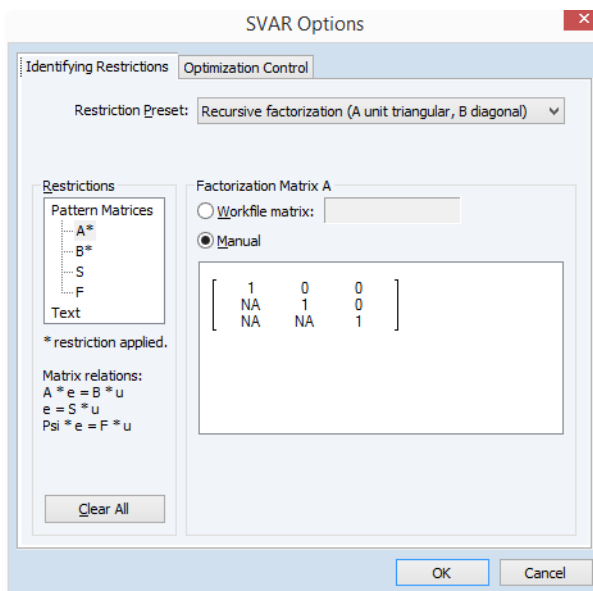 SVAR Options
Identifying Restrictions
Optimization Control
Restriction Preset: Recursive factorization (A unit triangular, B diagonal)
Restrictions
Pattern Matrices
A*
B*
S
F
Text
* restriction applied.
Matrix relations:
A * e = B * u
e = S * u
Psi * e = F * u
Clear All
Factorization Matrix A
Workfile matrix:
Manual
1 0 0
NA 1 0
NA NA 1
OK
Cancel